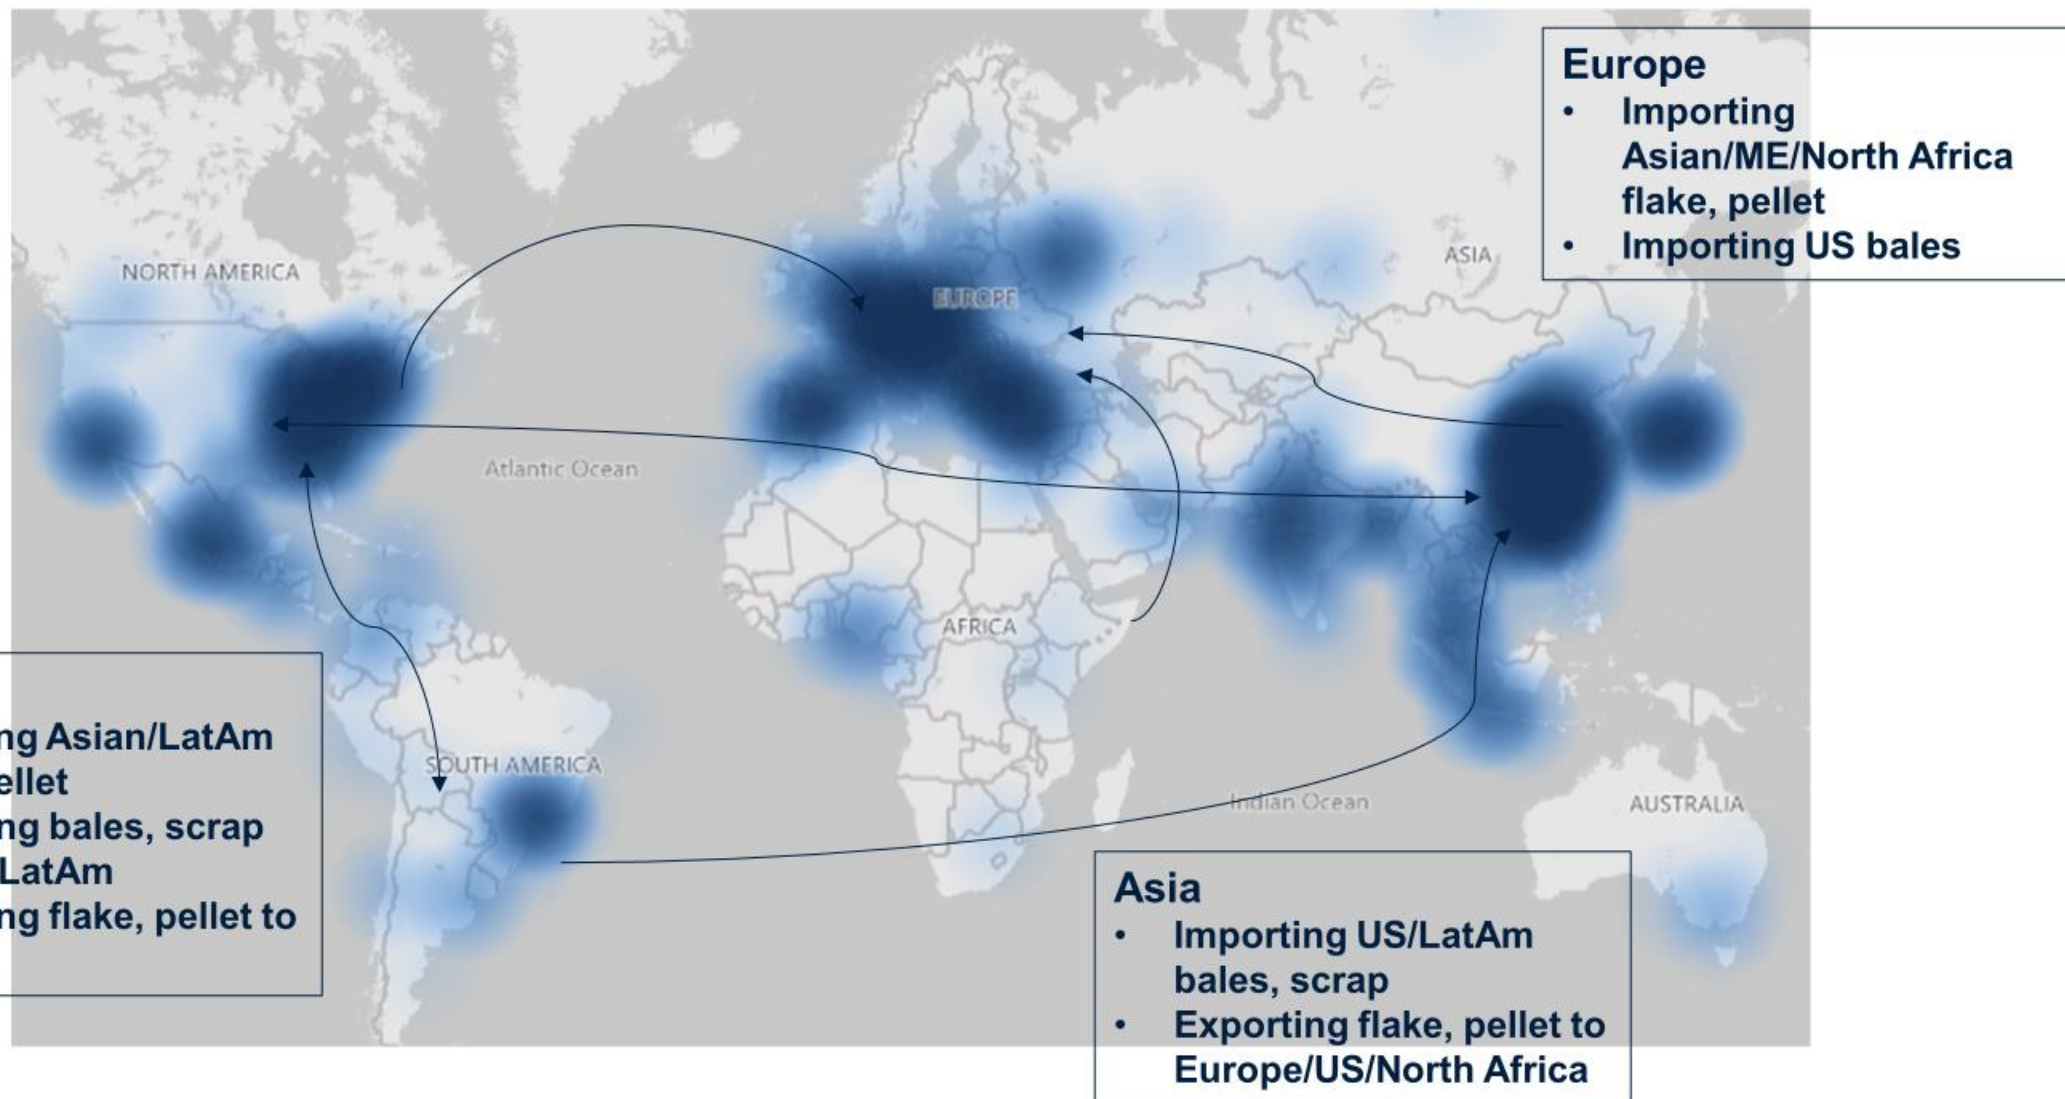 Europe
• Importing
Asian/ME/North Africa
flake, pellet
• Importing US bales
NORTH AMERICA
ASIA
EUROPE
Atlantic Ocean
AFRICA
ng Asian/LatAm
ellet
ng bales, scrap
LatAm
ng flake, pellet to
SOUTH AMERICA
Indian Ocean
AUSTRALIA
Asia
• Importing US/LatAm
bales, scrap
• Exporting flake, pellet to
Europe/US/North Africa